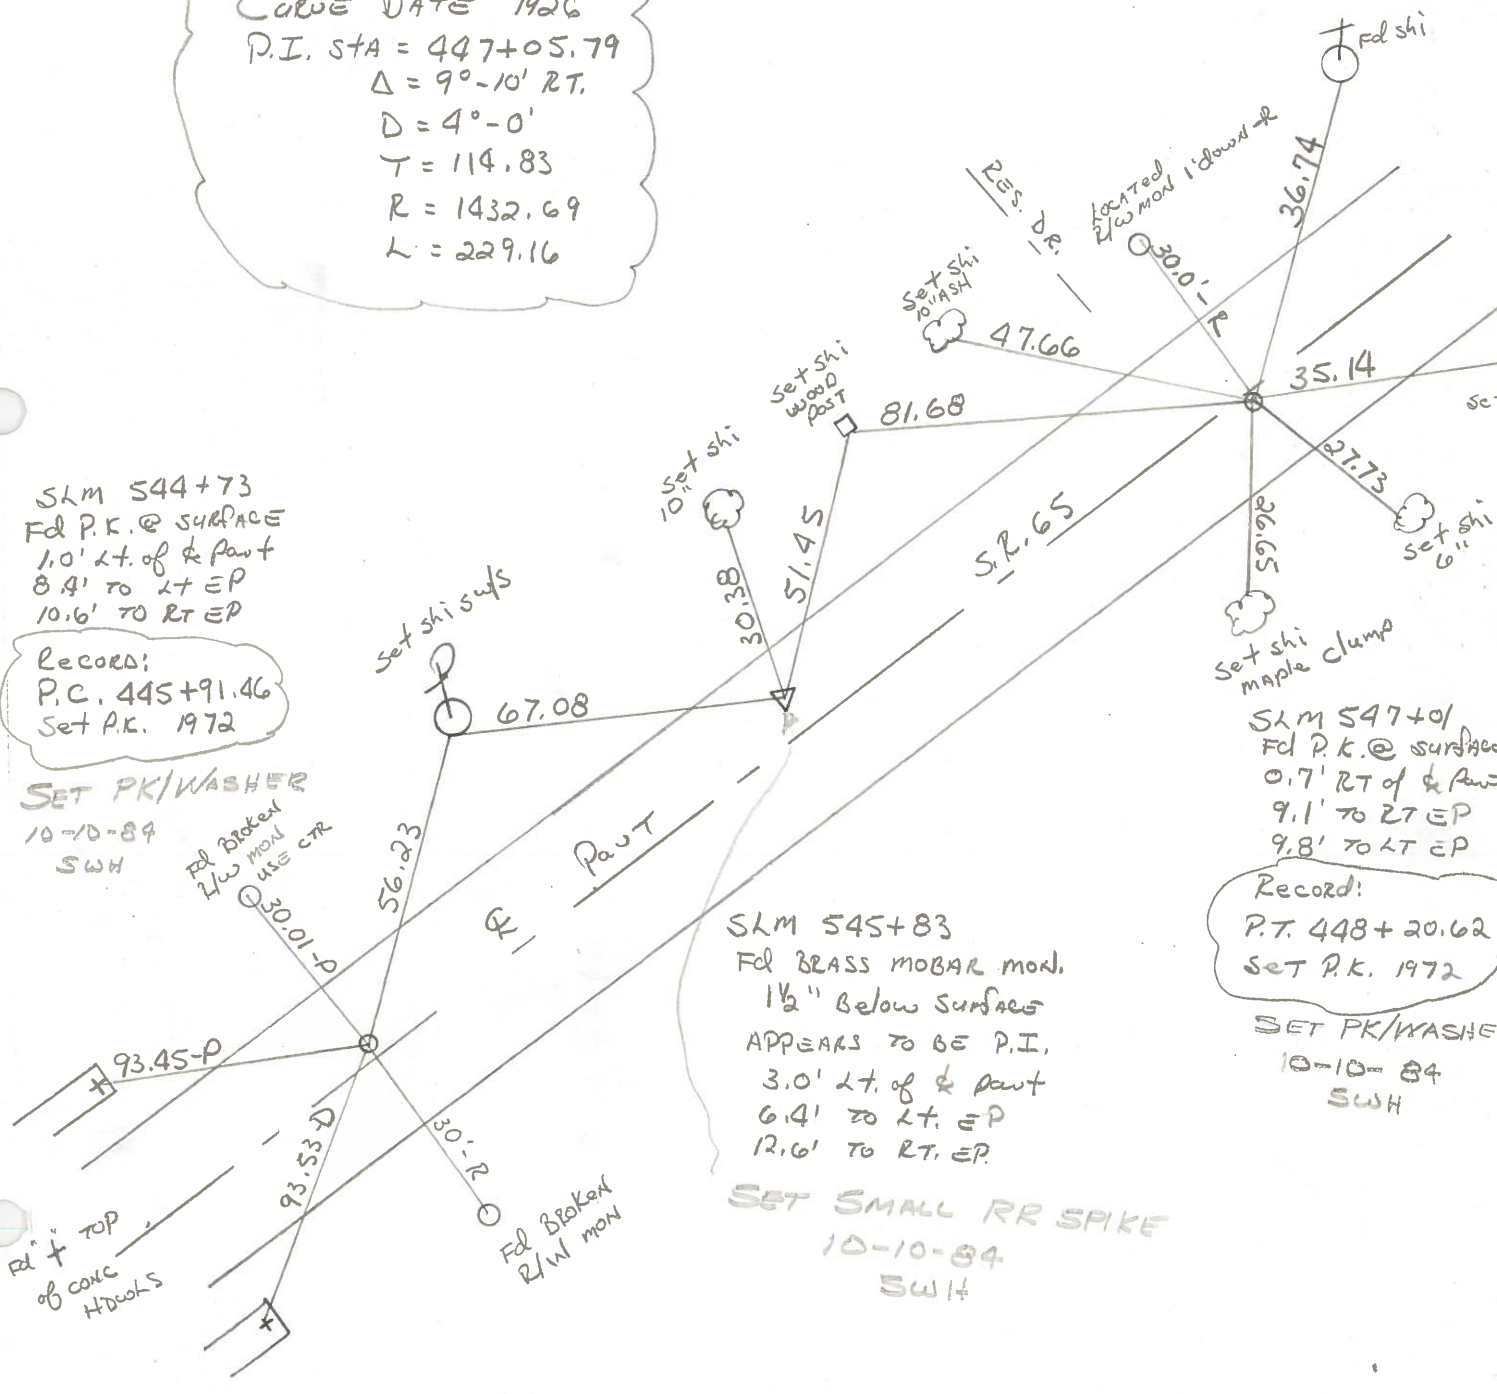 CURVE DATE 1926
P.I. StA = 447+05.79
Δ = 9°-10' RT.
D = 4°-0'
T = 114.83
R = 1432.69
L = 229.16
Fd shi
36.74
RES. DR.
LOCATED
R/W MON 1' down-R
30.0'-R
Set shi
10" ASH
47.66
Set shi
WOOD
POST
81.68
35.14
27.73
Set shi
6"
26.65
Set shi
MAPLE clump
Set shi
10"
30.38
51.45
S.R. 65
SLM 544+73
Fd P.K. @ SURFACE
1.0' Lt. of ℄ Pavt
8.4' TO Lt EP
10.6' TO RT EP
Record:
P.C. 445+91.46
Set P.K. 1972
SET PK/WASHER
10-10-84
SWH
Set shi sw/s
67.08
56.23
Fd BROKEN
R/W MON
USE CTR
30.01-P
℄ PavT
93.45-P
93.53-D
30'-R
Fd BROKEN
R/W MON
Fd "+" TOP
of CONC
HDWLS
SLM 545+83
Fd BRASS MOBAR MON.
1½" Below SURFACE
APPEARS TO BE P.I.
3.0' Lt. of ℄ pavt
6.4' TO Lt. EP
12.6' TO RT. EP.
SET SMALL RR SPIKE
10-10-84
SWH
SLM 547+01
Fd P.K. @ surface
0.7' RT of ℄ Pavt
9.1' TO RT EP
9.8' TO LT EP
Record:
P.T. 448+20.62
SET P.K. 1972
SET PK/WASHE
10-10-84
SWH